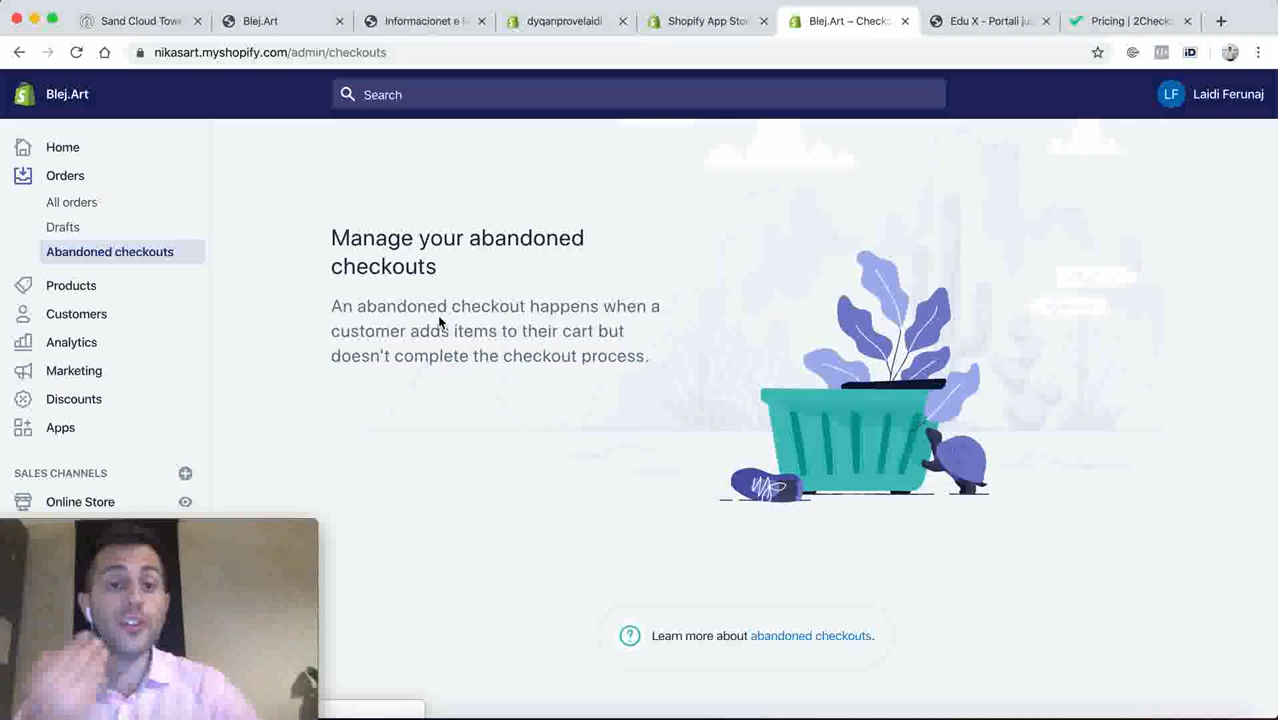 Sand Cloud Tow
Blej.Art
Informacionet e
dyqanprovelaidi
Shopify App Sto
Blej.Art ~ Check
Edu X - Portali ju
Pricing | 2Check
nikasart.myshopify.com/admin/checkouts
iD
Blej.Art
Search
LF
Laidi Ferunaj
Home
Orders
All orders
Drafts
Abandoned checkouts
Products
Customers
Analytics
Marketing
Discounts
Apps
SALES CHANNELS
Online Store
Manage your abandoned
checkouts
An abandoned checkout happens when a
customer adds items to their cart but
doesn't complete the checkout process.
Learn more about abandoned checkouts.